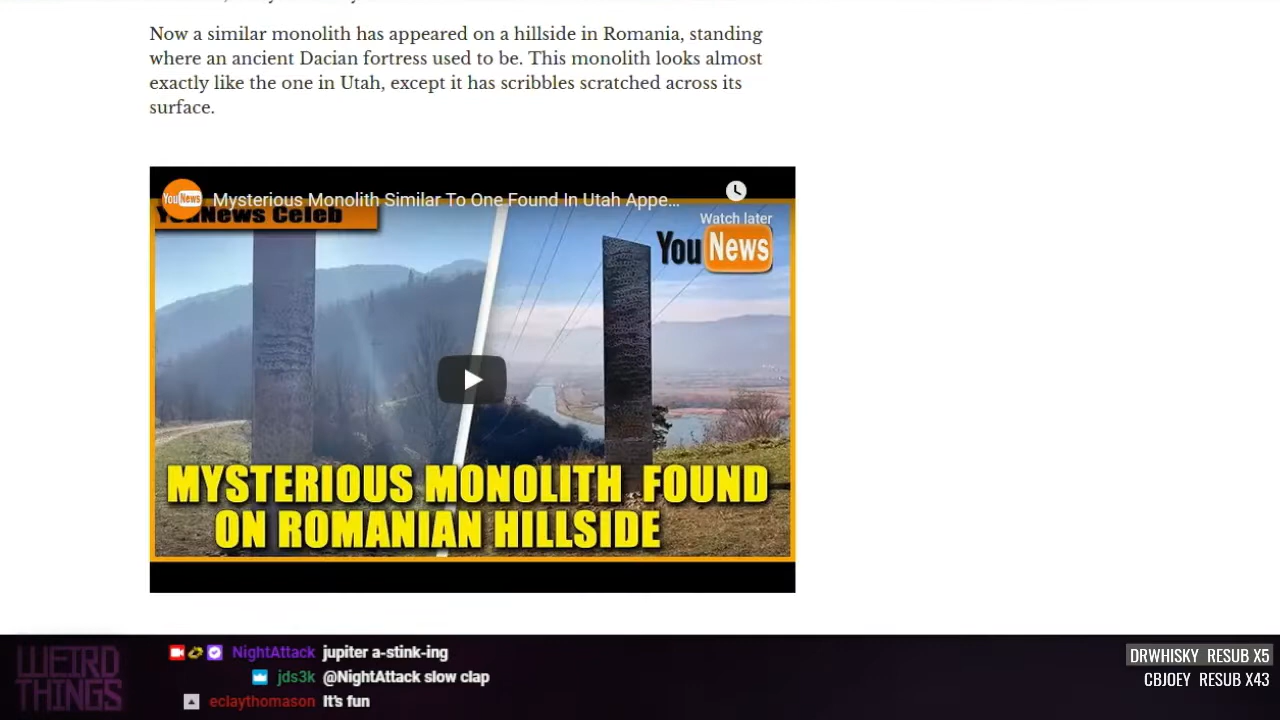 Now a similar monolith has appeared on a hillside in Romania, standing
where an ancient Dacian fortress used to be. This monolith looks almost
exactly like the one in Utah, except it has scribbles scratched across its
surface.
YouNews
Mysterious Monolith Similar To One Found In Utah Appe...
YouNews Celeb
Watch later
YouNews
MYSTERIOUS MONOLITH FOUND
ON ROMANIAN HILLSIDE
WEIRD
THINGS
NightAttack jupiter a-stink-ing
jds3k @NightAttack slow clap
eclaythomason It's fun
DRWHISKY RESUB X5
CBJOEY RESUB X43